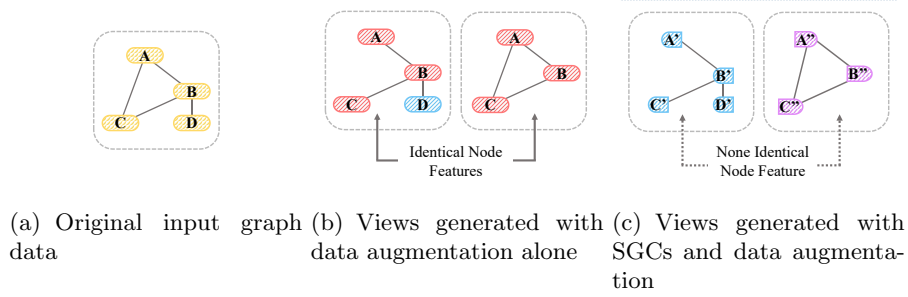 A
B
C
D
A
B
C
D
A
B
C
Identical Node
Features
A'
B'
C'
D'
A”
B”
C”
None Identical
Node Feature
(a) Original input graph
data
(b) Views generated with
data augmentation alone
(c) Views generated with
SGCs and data augmenta-
tion